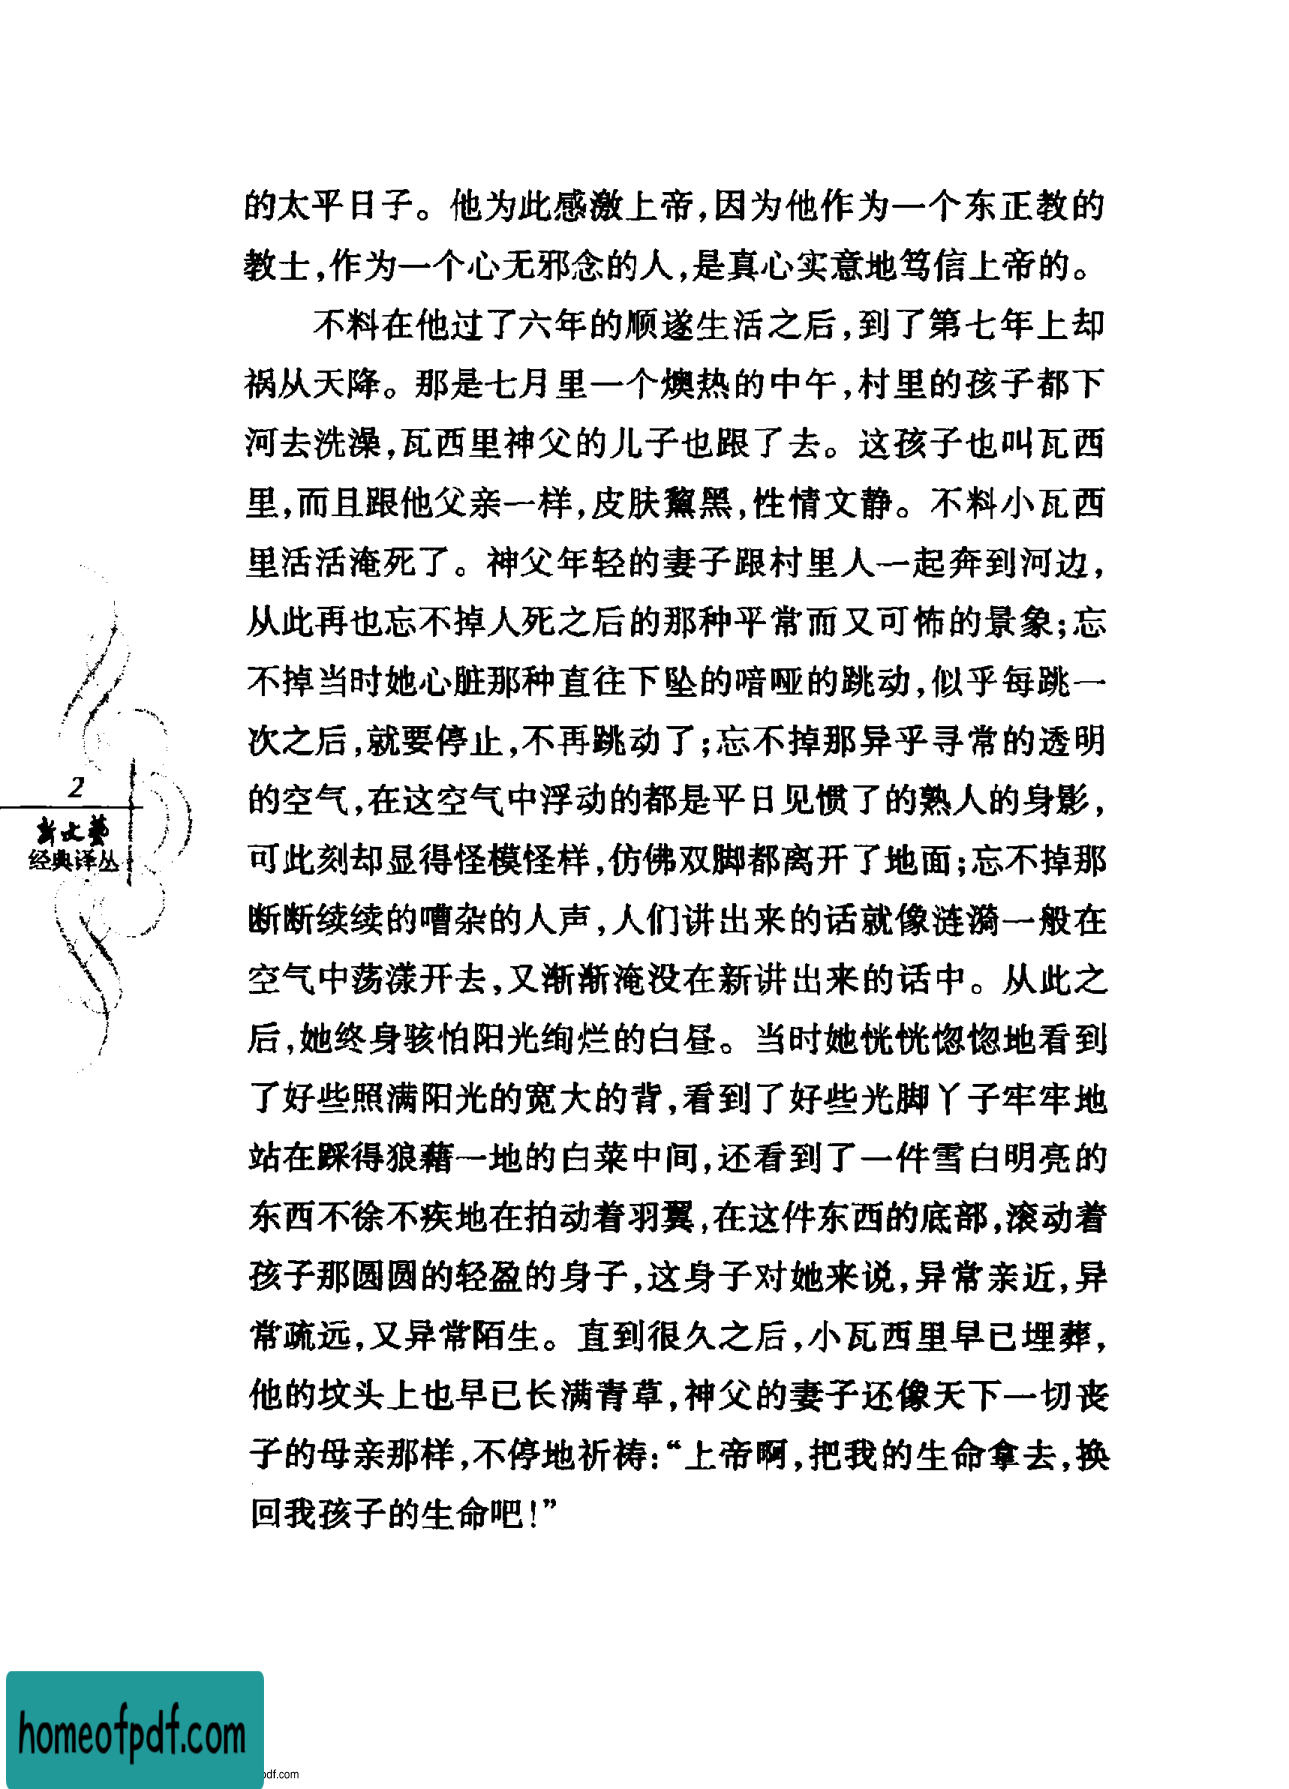 的太平日子。他为此感激上帝,因为他作为一个东正教的
教士,作为一个心无邪念的人,是真心实意地笃信上帝的。
不料在他过了六年的顺遂生活之后,到了第七年上却
祸从天降。那是七月里一个燠热的中午,村里的孩子都下
河去洗澡,瓦西里神父的儿子也跟了去。这孩子也叫瓦西
里,而且跟他父亲一样,皮肤黧黑,性情文静。不料小瓦西
里活活淹死了。神父年轻的妻子跟村里人一起奔到河边,
从此再也忘不掉人死之后的那种平常而又可怖的景象;忘
不掉当时她心脏那种直往下坠的喑哑的跳动,似乎每跳一
次之后,就要停止,不再跳动了;忘不掉那异乎寻常的透明
的空气,在这空气中浮动的都是平日见惯了的熟人的身影,
可此刻却显得怪模怪样,仿佛双脚都离开了地面;忘不掉那
断断续续的嘈杂的人声,人们讲出来的话就像涟漪一般在
空气中荡漾开去,又渐渐淹没在新讲出来的话中。从此之
后,她终身骇怕阳光绚烂的白昼。当时她恍恍惚惚地看到
了好些照满阳光的宽大的背,看到了好些光脚丫子牢牢地
站在踩得狼藉一地的白菜中间,还看到了一件雪白明亮的
东西不徐不疾地在拍动着羽翼,在这件东西的底部,滚动着
孩子那圆圆的轻盈的身子,这身子对她来说,异常亲近,异
常疏远,又异常陌生。直到很久之后,小瓦西里早已埋葬,
他的坟头上也早已长满青草,神父的妻子还像天下一切丧
子的母亲那样,不停地祈祷:“上帝啊,把我的生命拿去,换
回我孩子的生命吧!”
2
新文艺
经典译丛
homeofpdf.com
pdf.com